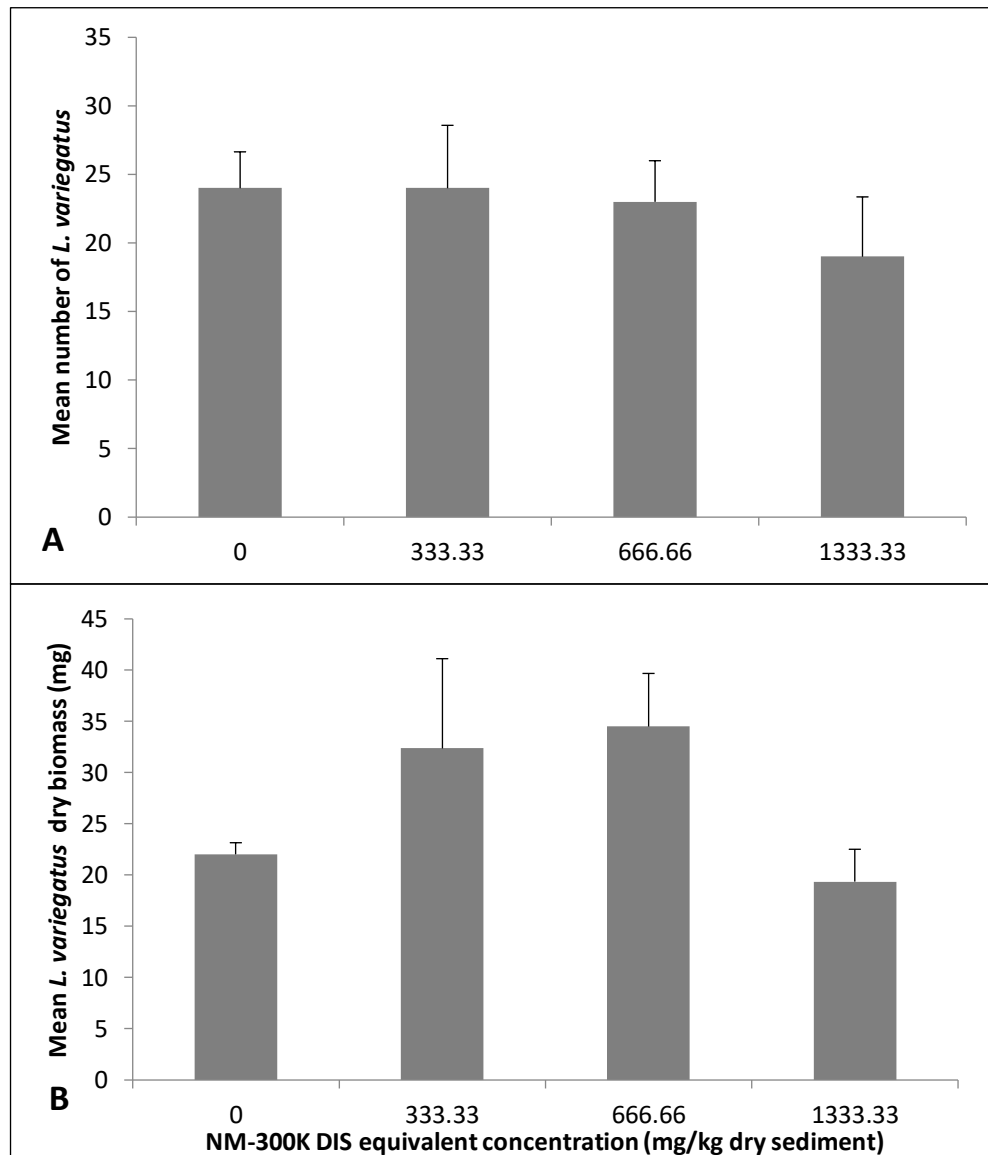 35
30
25
20
15
10
5
0
Mean number of L. variegatus
A
0 333.33 666.66 1333.33
45
40
35
30
25
20
15
10
5
0
Mean L. variegatus dry biomass (mg)
B
0 333.33 666.66 1333.33
NM-300K DIS equivalent concentration (mg/kg dry sediment)